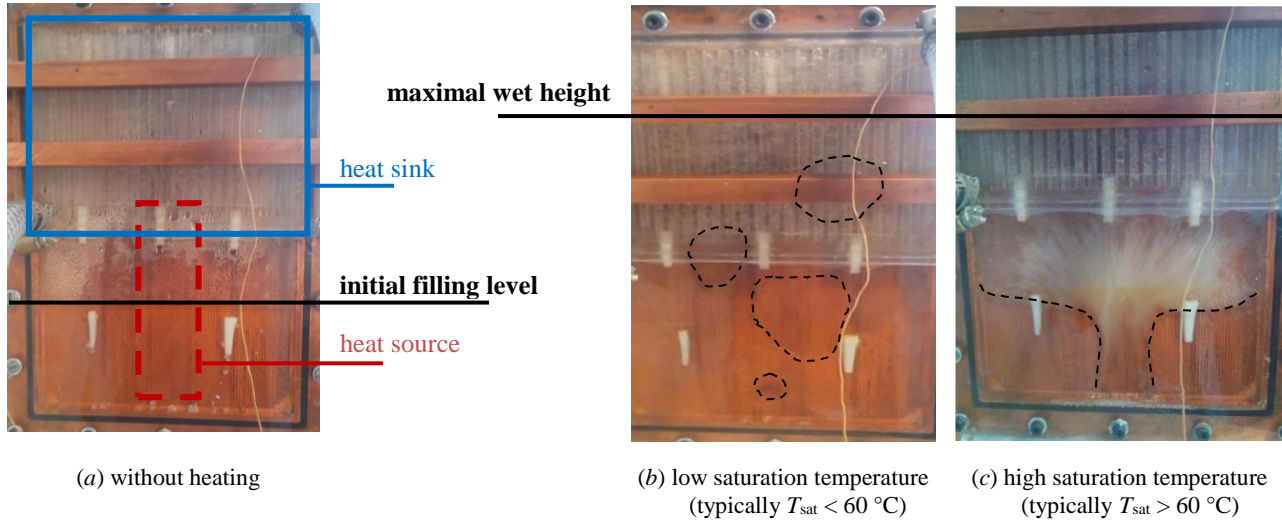 maximal wet height
heat sink
initial filling level
heat source
(a) without heating
(b) low saturation temperature
(typically Tsat < 60 °C)
(c) high saturation temperature
(typically Tsat > 60 °C)